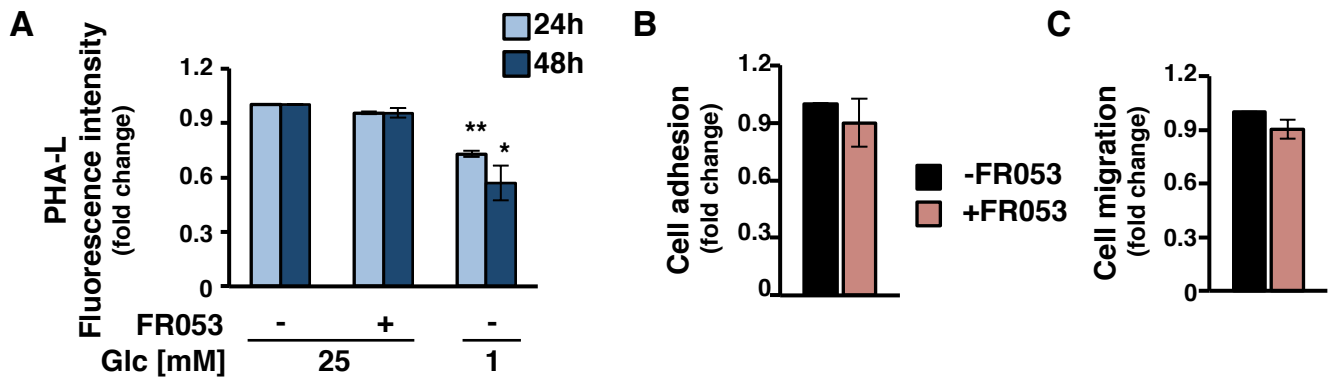 A
PHA-L
Fluorescence intensity
(fold change)
24h
48h
1.2
0.9
0.6
0.3
0
**
*
FR053 - + -
Glc [mM] 25 1
B
Cell adhesion
(fold change)
1.2
0.9
0.6
0.3
0
-FR053
+FR053
C
Cell migration
(fold change)
1.2
0.9
0.6
0.3
0